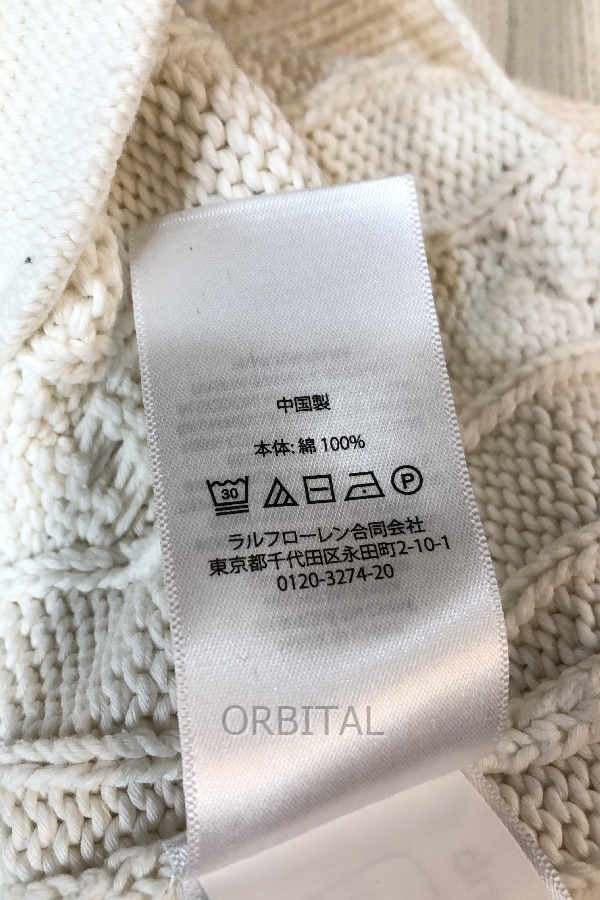 中国製
本体: 綿 100%
30
P
ラルフローレン合同会社
東京都千代田区永田町2-10-1
0120-3274-20
ORBITAL